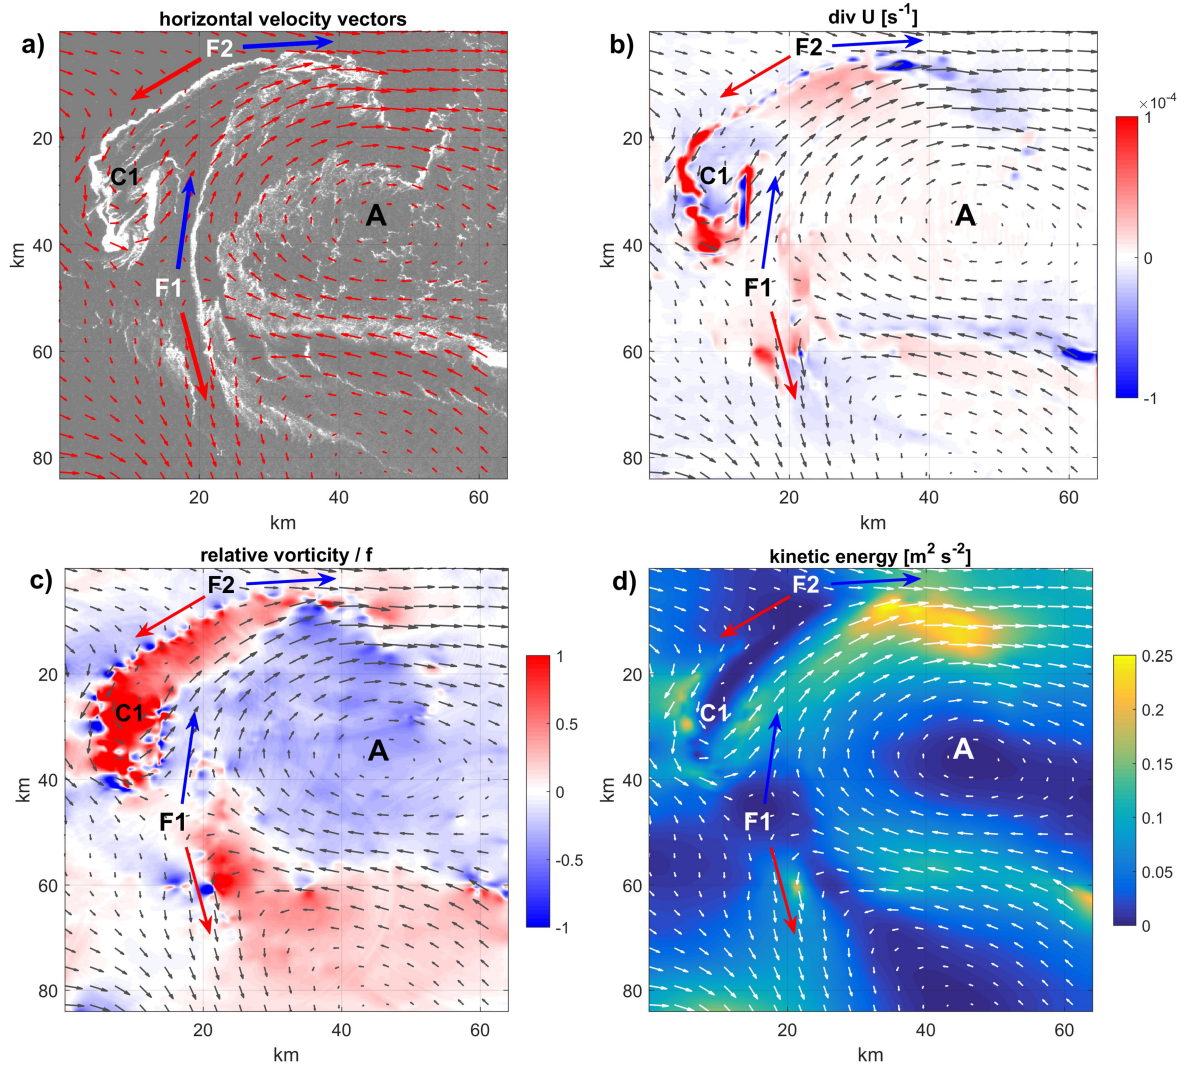 horizontal velocity vectors
a)
F2
C1
A
F1
20
40
60
80
km
20
40
60
km
div U [s⁻¹]
b)
F2
C1
A
F1
20
40
60
80
km
20
40
60
km
×10⁻⁴
1
0
-1
relative vorticity / f
c)
F2
C1
A
F1
20
40
60
80
km
20
40
60
km
1
0.5
0
-0.5
-1
kinetic energy [m² s⁻²]
d)
F2
C1
A
F1
20
40
60
80
km
20
40
60
km
0.25
0.2
0.15
0.1
0.05
0